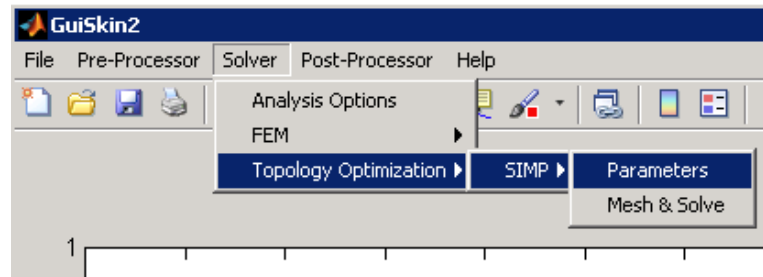 GuiSkin2
File Pre-Processor Solver Post-Processor Help
Analysis Options
FEM
Topology Optimization SIMP Parameters
Mesh & Solve
1